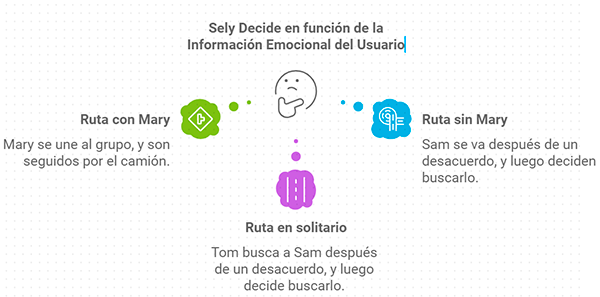 Sely Decide en función de la
Información Emocional del Usuario
Ruta con Mary
Mary se une al grupo, y son
seguidos por el camión.
Ruta sin Mary
Sam se va después de un
desacuerdo, y luego deciden
buscarlo.
Ruta en solitario
Tom busca a Sam después
de un desacuerdo, y luego
decide buscarlo.